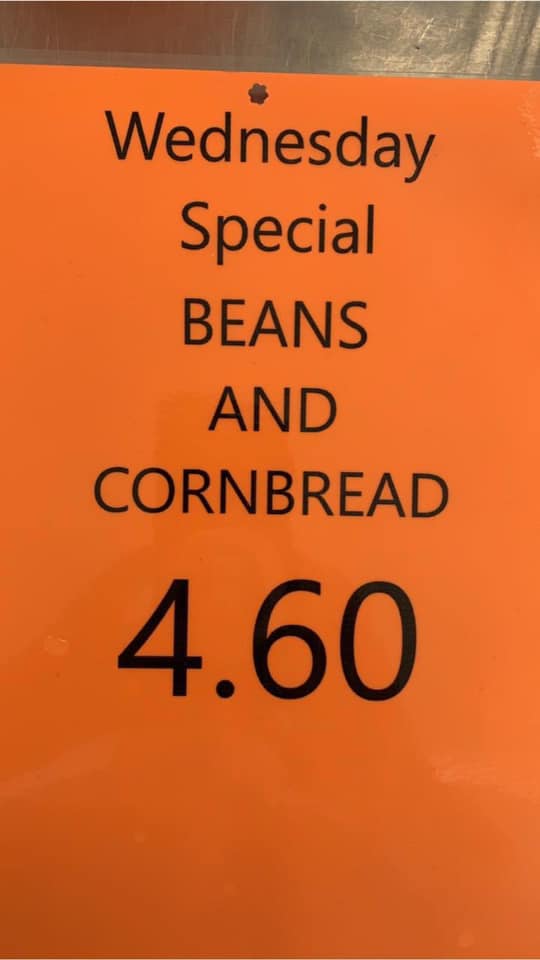 Wednesday
Special
BEANS
AND
CORNBREAD
4.60